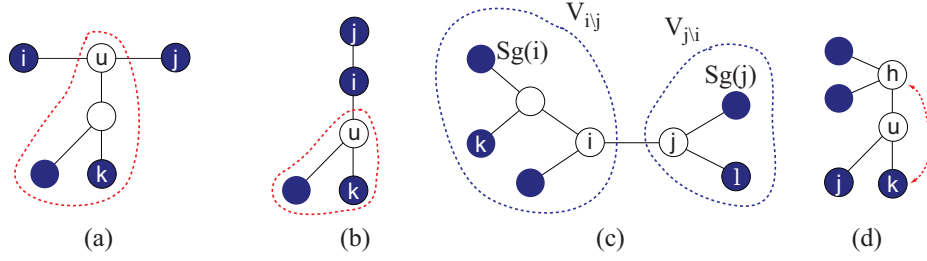 i u j
k
(a)
j
i
u
k
(b)
V_{i\j}
V_{j\i}
Sg(i)
Sg(j)
k
i j
l
(c)
h
u
j k
(d)